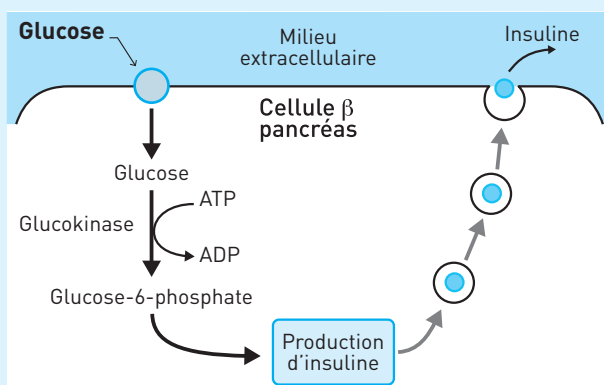 Glucose
Milieu
extracellulaire
Insuline
Cellule β
pancréas
Glucose
ATP
Glucokinase
ADP
Glucose-6-phosphate
Production
d'insuline